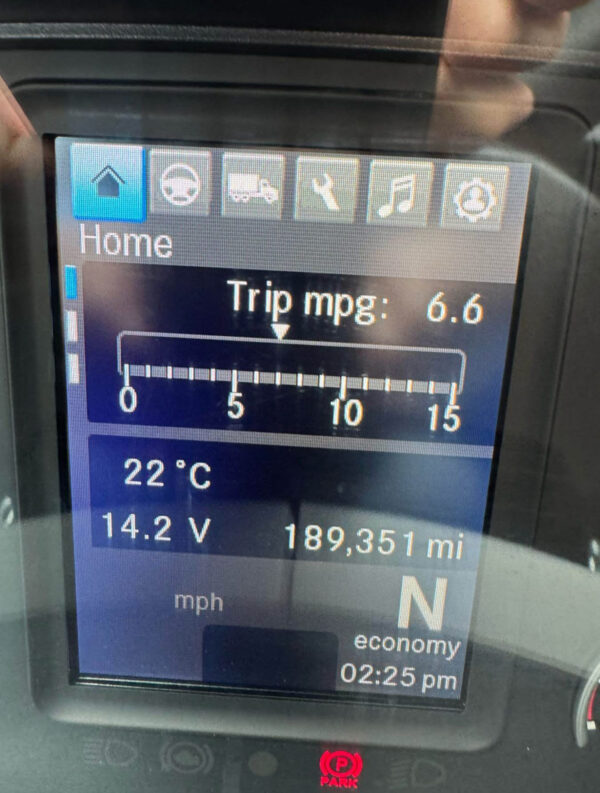 Home
Trip mpg: 6.6
0 5 10 15
22 °C
14.2 V 189,351 mi
mph N
economy
02:25 pm
P
PARK